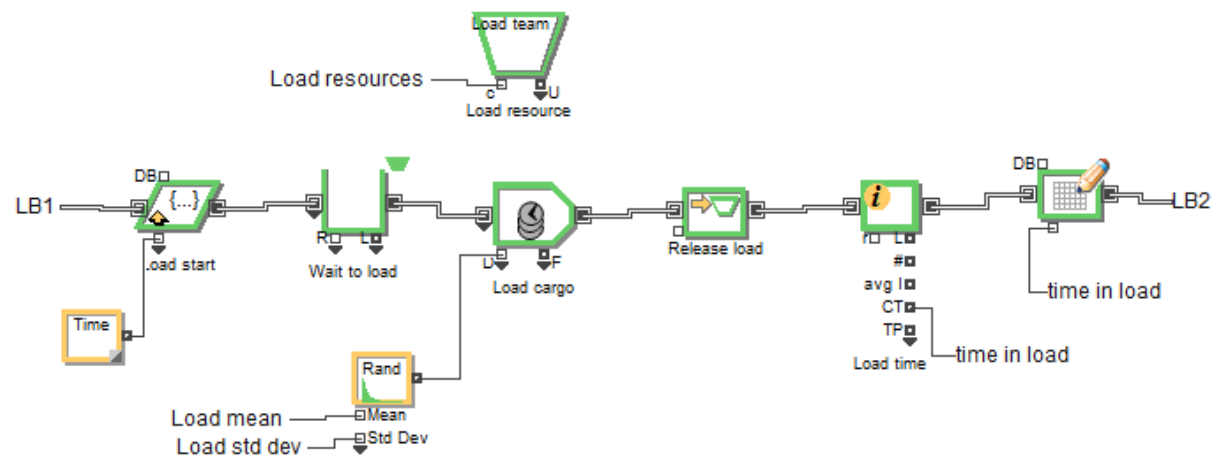 Load team
Load resources
c
U
Load resource
DB
{...}
LB1
Load start
R
L
Wait to load
D
F
Load cargo
Release load
i
r
L
#
avg l
CT
TP
Load time
DB
LB2
time in load
time in load
Time
Rand
Mean
Std Dev
Load mean
Load std dev